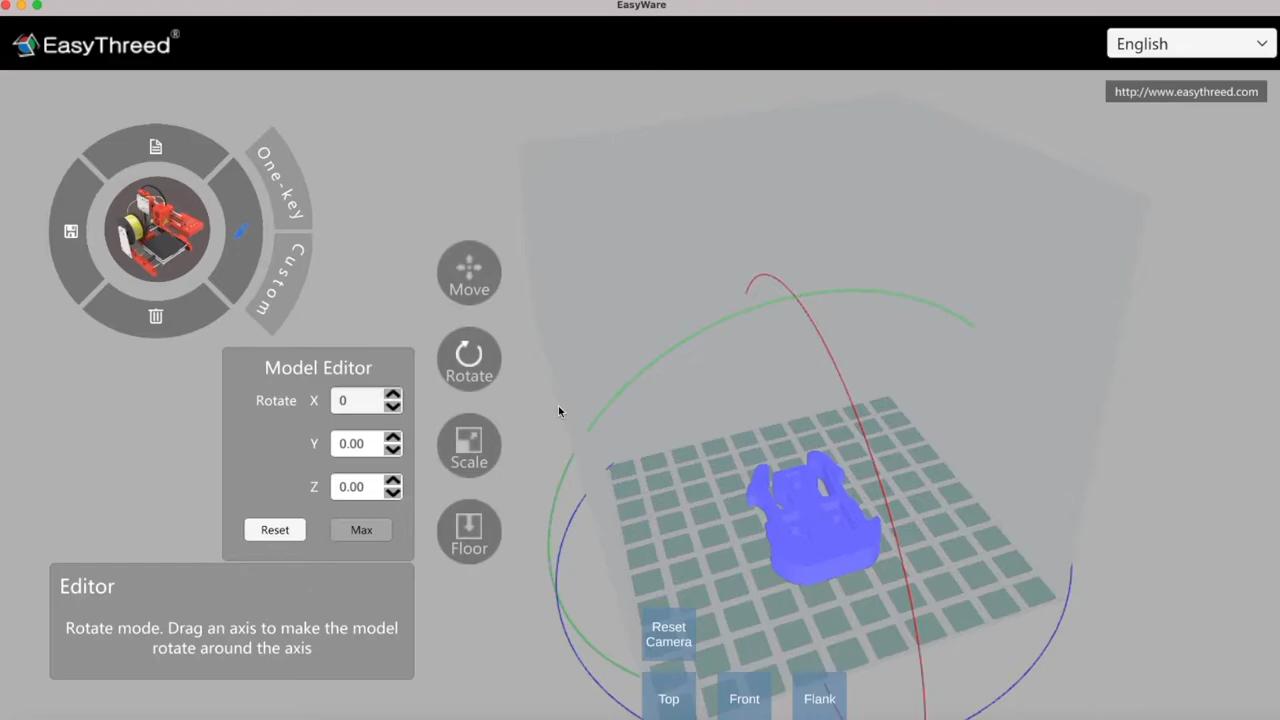 EasyWare
EasyThreed®
English
http://www.easythreed.com
One-key
Custom
Move
Rotate
Scale
Floor
Model Editor
Rotate X 0
Y 0.00
Z 0.00
Reset Max
Editor
Rotate mode. Drag an axis to make the model
rotate around the axis
Reset
Camera
Top Front Flank